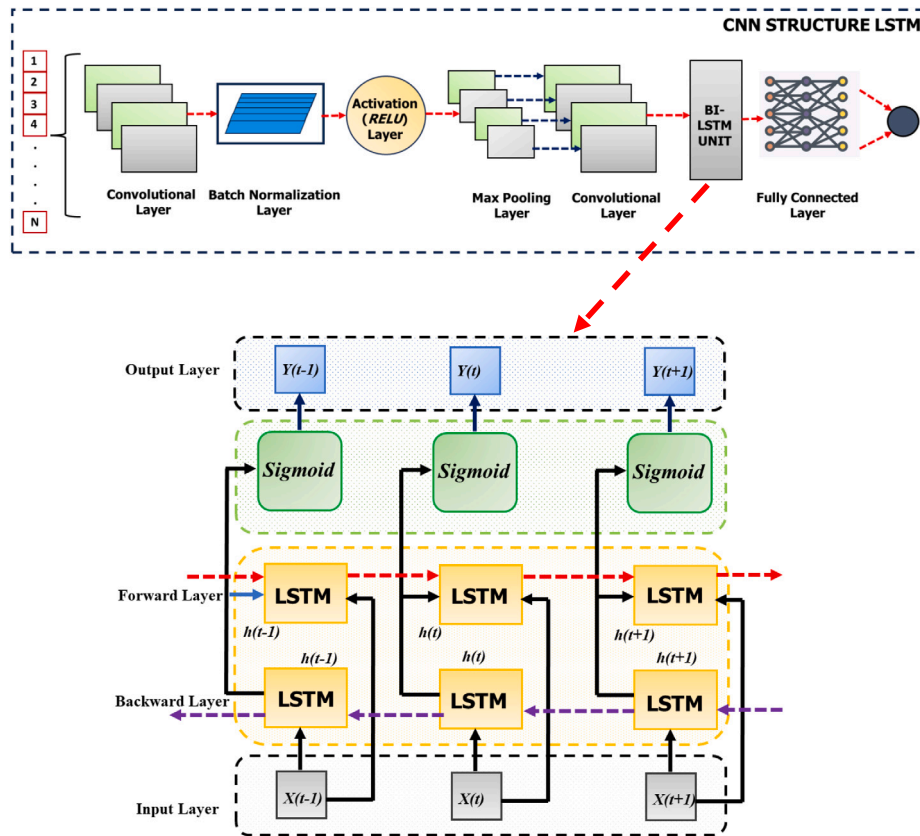 CNN STRUCTURE LSTM
1
2
3
4
.
.
.
.
N
Convolutional
Layer
Batch Normalization
Layer
Activation
(RELU)
Layer
Max Pooling
Layer
Convolutional
Layer
BI-
LSTM
UNIT
Fully Connected
Layer
Output Layer
Y(t-1)
Y(t)
Y(t+1)
Sigmoid
Sigmoid
Sigmoid
Forward Layer
LSTM
LSTM
LSTM
h(t-1)
h(t)
h(t+1)
h(t-1)
h(t)
h(t+1)
Backward Layer
LSTM
LSTM
LSTM
Input Layer
X(t-1)
X(t)
X(t+1)